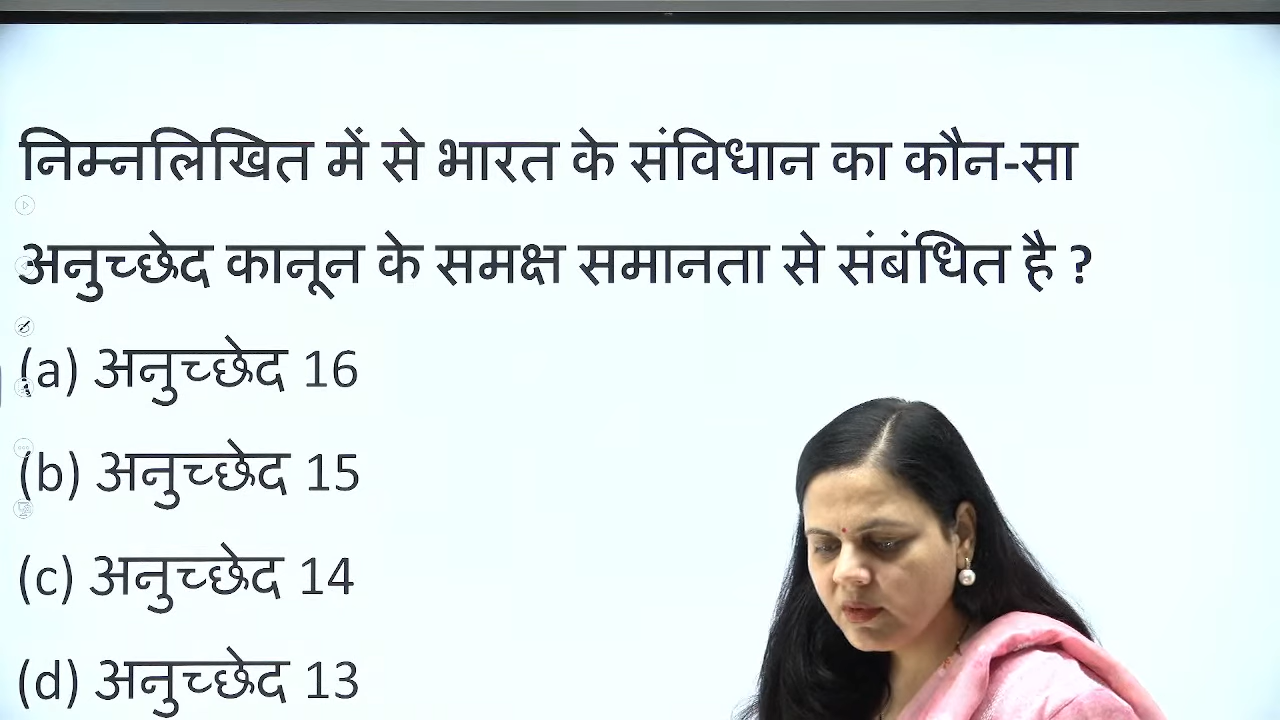 निम्नलिखित में से भारत के संविधान का कौन-सा
अनुच्छेद कानून के समक्ष समानता से संबंधित है ?
(a) अनुच्छेद 16
(b) अनुच्छेद 15
(c) अनुच्छेद 14
(d) अनुच्छेद 13